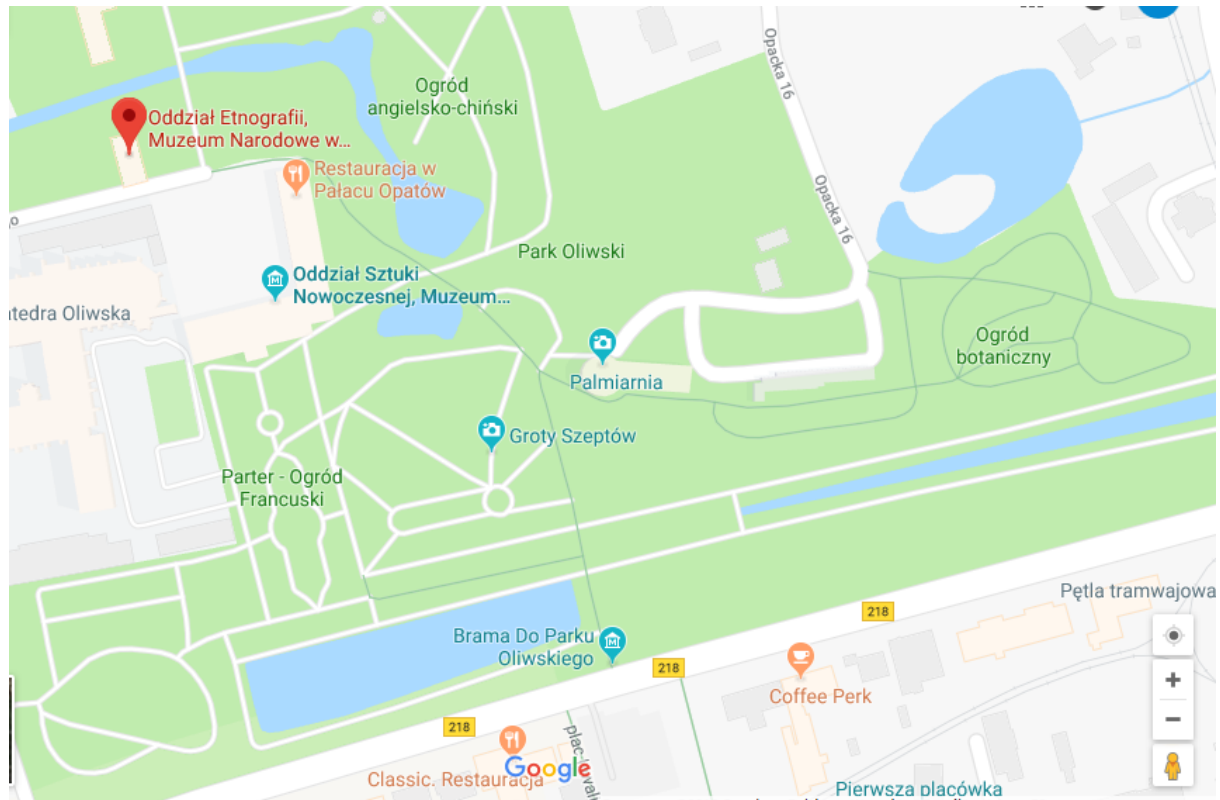 Opacka 16
Ogród
angielsko-chiński
Oddział Etnografii,
Muzeum Narodowe w...
Restauracja w
Pałacu Opatów
Opacka 16
Park Oliwski
Oddział Sztuki
Nowoczesnej, Muzeum...
tedra Oliwska
Ogród
botaniczny
Palmiarnia
Groty Szeptów
Parter - Ogród
Francuski
Pętla tramwajowa
218
Brama Do Parku
Oliwskiego
218
Coffee Perk
218
Classic. Restauracja
Google
Pierwsza placówka